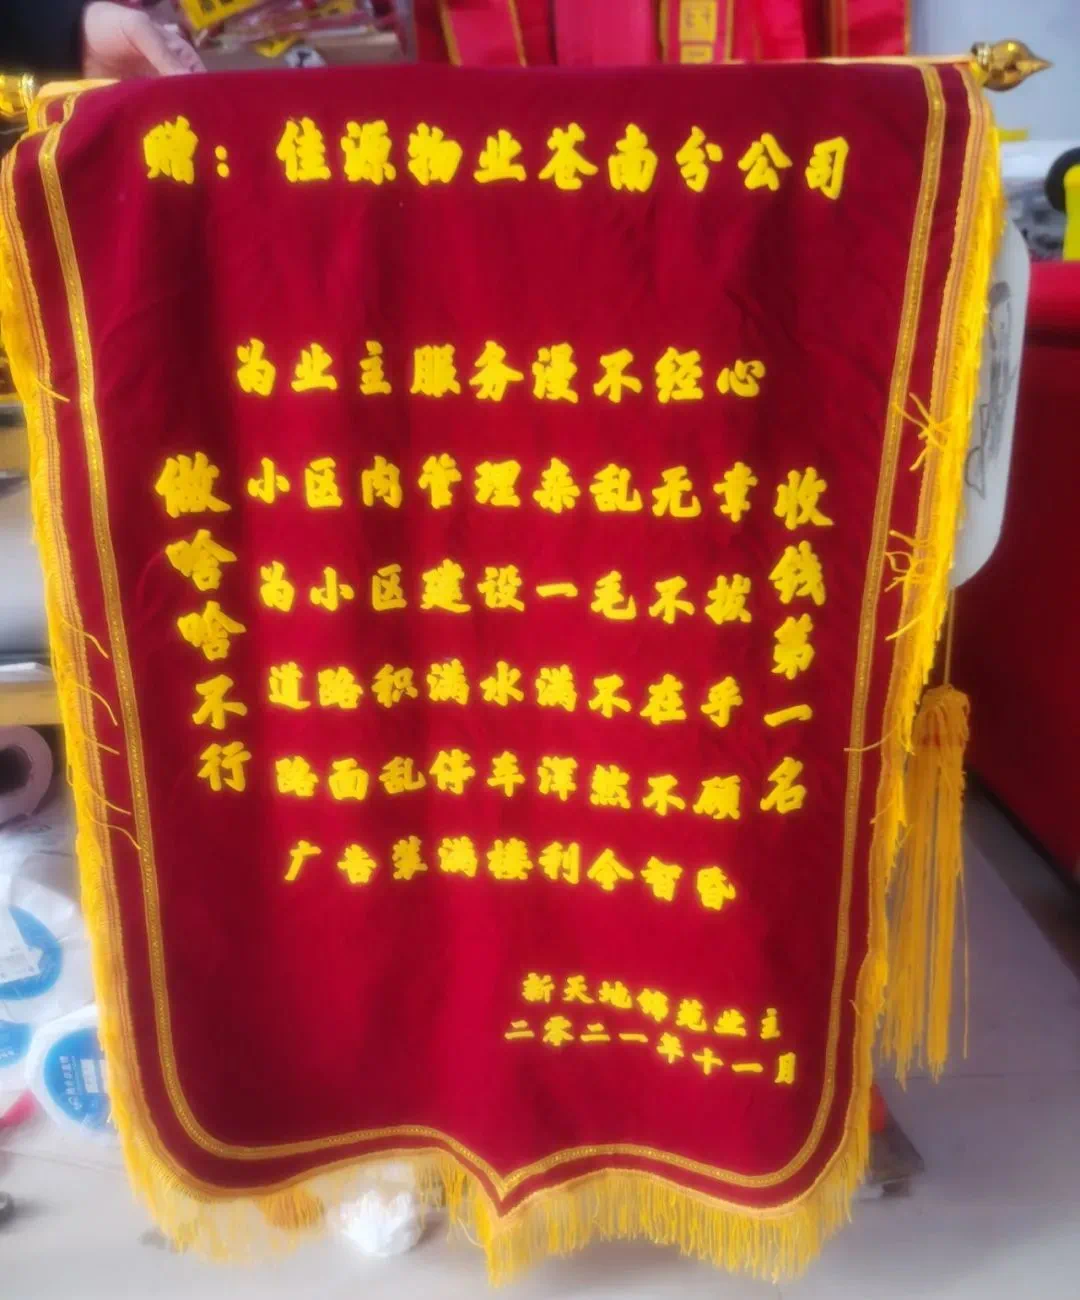 赠：佳源物业苍南分公司
做啥啥不行
为业主服务漫不经心
小区内管理杂乱无章
为小区建设一毛不拔
道路积满水满不在乎
路面乱停车浑然不顾
广告装满楼利令智昏
收钱第一名
新天地锦苑业主
二零二一年十一月